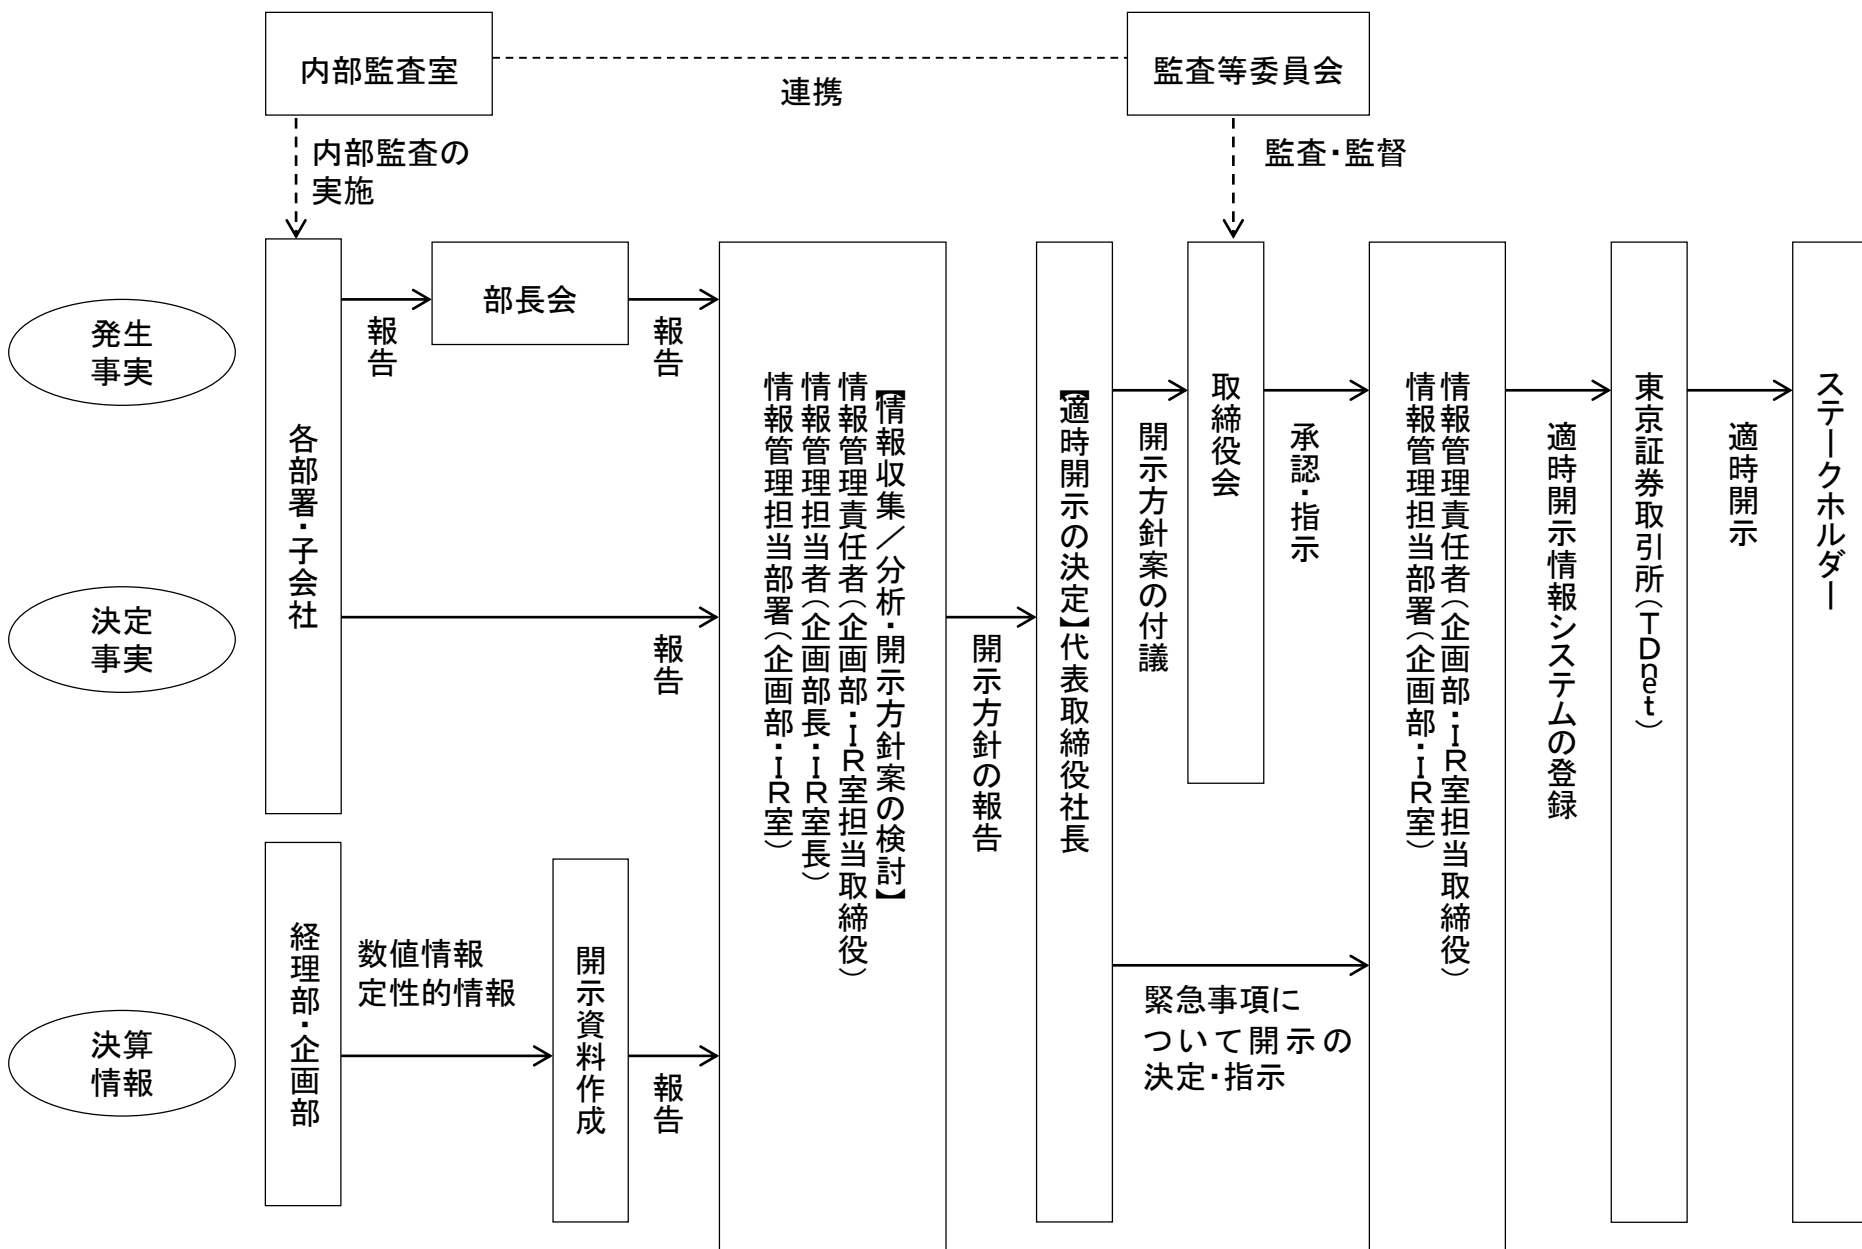 内部監査室
連携
監査等委員会
内部監査の
実施
監査・監督
発生
事実
決定
事実
決算
情報
各部署・子会社
報告
部長会
報告
報告
経理部・企画部
数値情報
定性的情報
開示資料作成
報告
【情報収集／分析・開示方針案の検討】
情報管理責任者（企画部・ＩＲ室担当取締役）
情報管理担当者（企画部長・ＩＲ室長）
情報管理担当部署（企画部・ＩＲ室）
開示方針の報告
【適時開示の決定】代表取締役社長
開示方針案の付議
取締役会
承認・指示
緊急事項に
ついて開示の
決定・指示
情報管理責任者（企画部・ＩＲ室担当取締役）
情報管理担当部署（企画部・ＩＲ室）
適時開示情報システムの登録
東京証券取引所（ＴＤnet）
適時開示
ステークホルダー